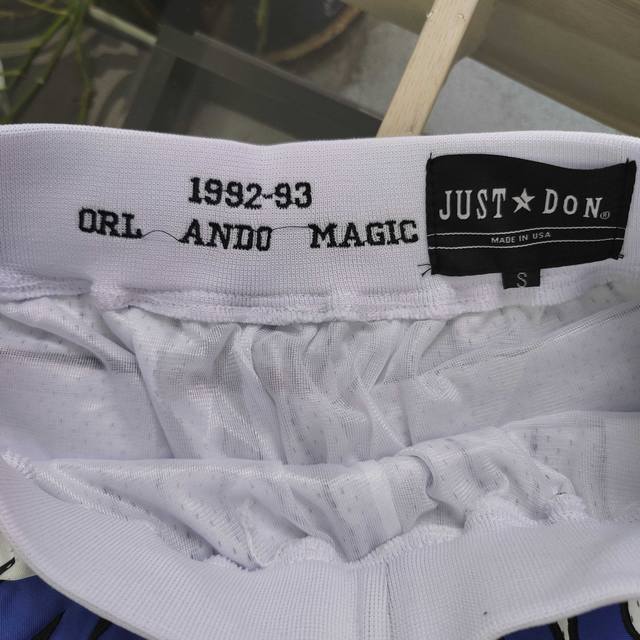 1992-93
ORL ANDO MAGIC
JUST★DON®
MADE IN USA
S